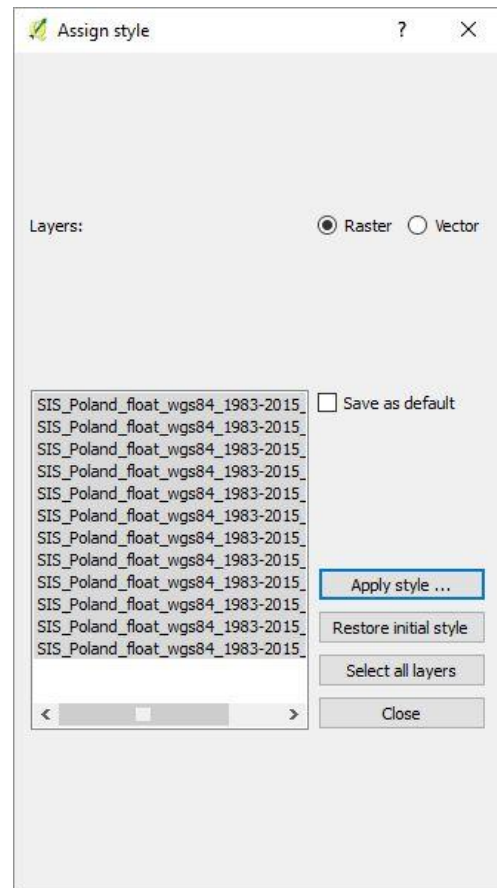 Assign style
Layers:
Raster
Vector
SIS_Poland_float_wgs84_1983-2015_
SIS_Poland_float_wgs84_1983-2015_
SIS_Poland_float_wgs84_1983-2015_
SIS_Poland_float_wgs84_1983-2015_
SIS_Poland_float_wgs84_1983-2015_
SIS_Poland_float_wgs84_1983-2015_
SIS_Poland_float_wgs84_1983-2015_
SIS_Poland_float_wgs84_1983-2015_
SIS_Poland_float_wgs84_1983-2015_
SIS_Poland_float_wgs84_1983-2015_
SIS_Poland_float_wgs84_1983-2015_
SIS_Poland_float_wgs84_1983-2015_
Save as default
Apply style ...
Restore initial style
Select all layers
Close